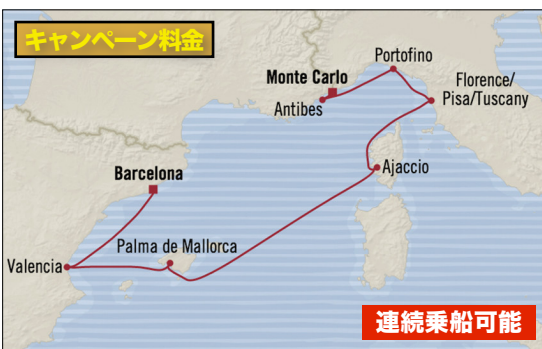 キャンペーン料金
Portofino
Monte Carlo
Florence/
Pisa/Tuscany
Antibes
Ajaccio
Barcelona
Palma de Mallorca
Valencia
連続乗船可能